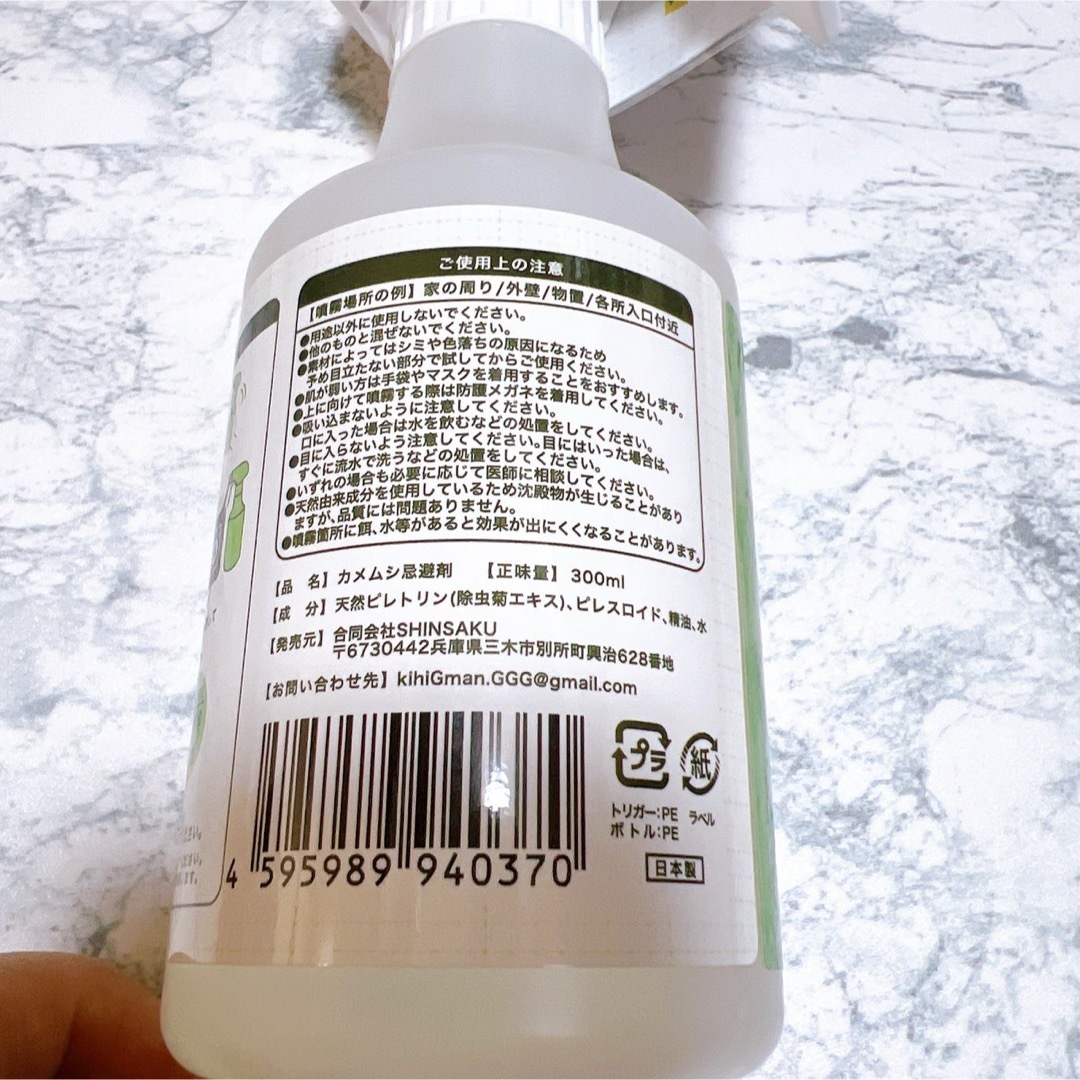 ご使用上の注意
【噴霧場所の例】家の周り/外壁/物置/各所入口付近
●用途以外に使用しないでください。
●他のものと混ぜないでください。
●素材によってはシミや色落ちの原因になるため
予め目立たない部分で試してからご使用ください。
●肌が弱い方は手袋やマスクを着用することをおすすめします。
●上に向けて噴霧する際は防護メガネを着用してください。
●吸い込まないように注意してください。
口に入った場合は水を飲むなどの処置をしてください。
●目に入らないよう注意してください。目にはいった場合は、
すぐに流水で洗うなどの処置をしてください。
●いずれの場合も必要に応じて医師に相談してください。
●天然由来成分を使用しているため沈殿物が生じることがあり
ますが、品質には問題ありません。
●噴霧箇所に餌、水等があると効果が出にくくなることがあります。
【品 名】カメムシ忌避剤 【正味量】300ml
【成 分】天然ピレトリン(除虫菊エキス)、ピレスロイド、精油、水
【発売元】合同会社SHINSAKU
〒6730442兵庫県三木市別所町興治628番地
【お問い合わせ先】kihiGman.GGG@gmail.com
プラ 紙
トリガー:PE ラベル
ボトル:PE
日本製
4 595989 940370